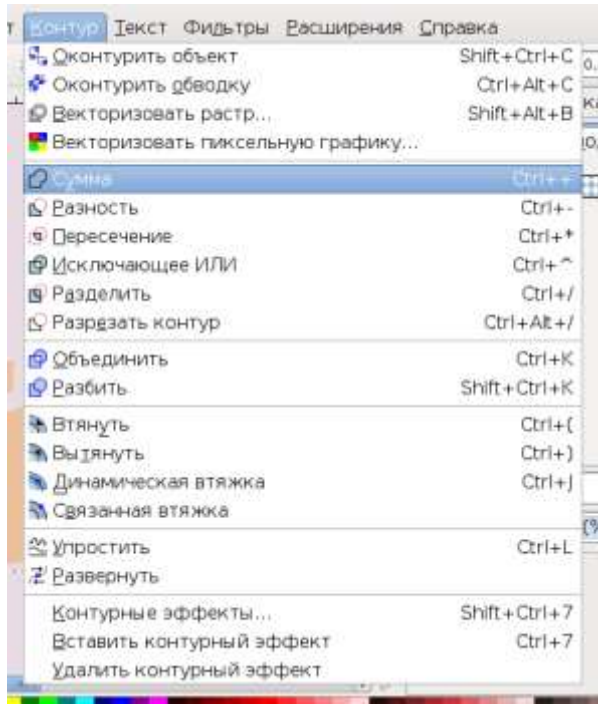 Контур Текст Фильтры Расширения Справка
Оконтурить объект Shift+Ctrl+C
Оконтурить обводку Ctrl+Alt+C
Векторизовать растр... Shift+Alt+B
Векторизовать пиксельную графику...
Сумма Ctrl++
Разность Ctrl+-
Пересечение Ctrl+*
Исключающее ИЛИ Ctrl+^
Разделить Ctrl+/
Разрезать контур Ctrl+Alt+/
Объединить Ctrl+K
Разбить Shift+Ctrl+K
Втянуть Ctrl+(
Вытянуть Ctrl+)
Динамическая втяжка Ctrl+J
Связанная втяжка
Упростить Ctrl+L
Развернуть
Контурные эффекты... Shift+Ctrl+7
Вставить контурный эффект Ctrl+7
Удалить контурный эффект